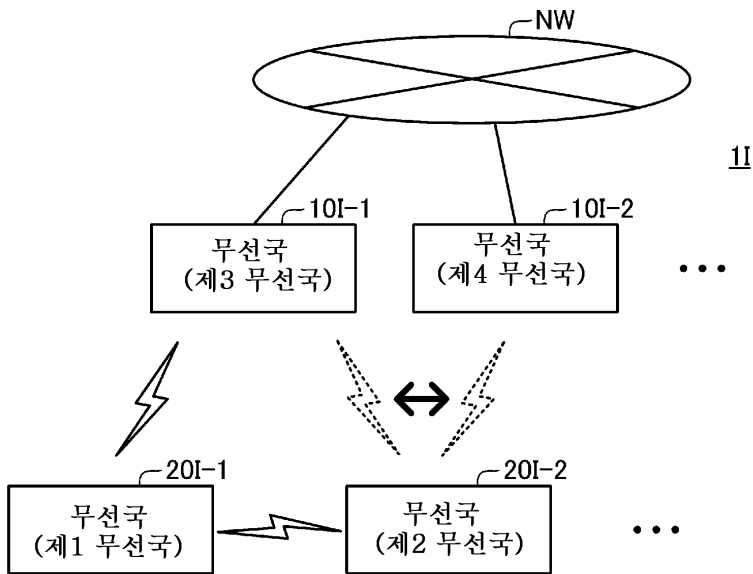 NW
1I
10I-1
10I-2
무선국
(제3 무선국)
무선국
(제4 무선국)
20I-1
20I-2
무선국
(제1 무선국)
무선국
(제2 무선국)